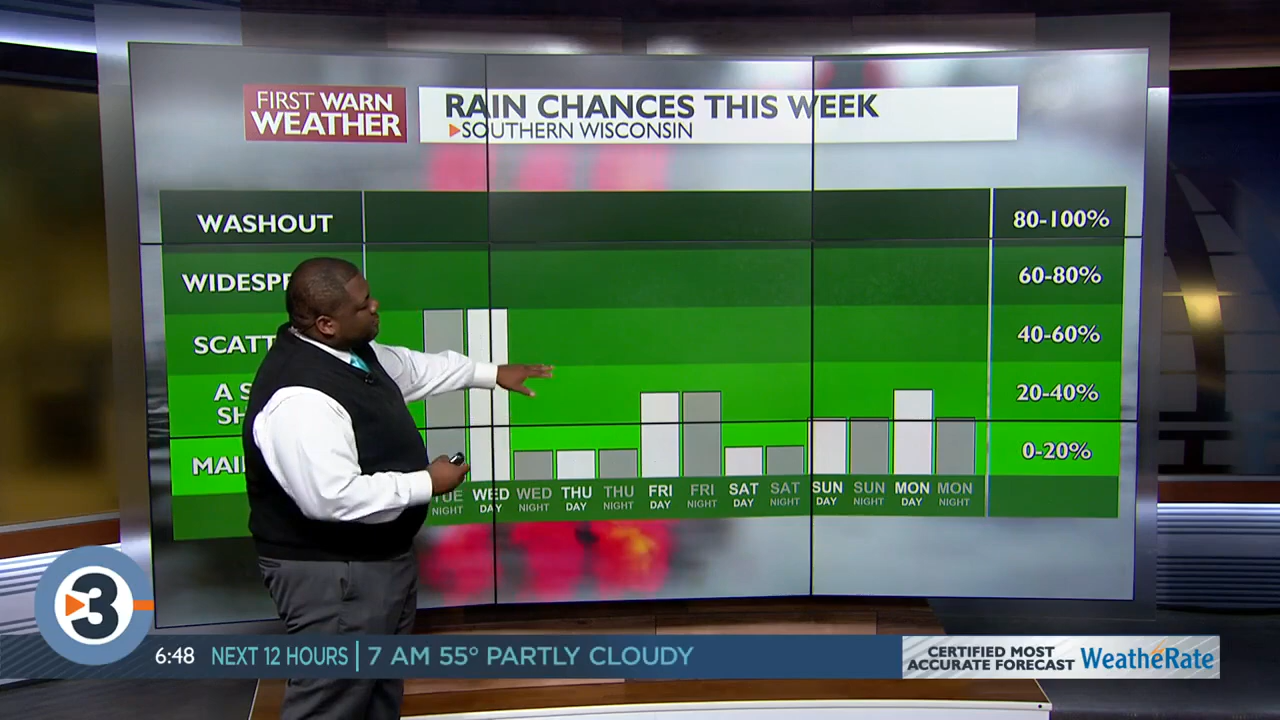 FIRST WARN
WEATHER
RAIN CHANCES THIS WEEK
SOUTHERN WISCONSIN
WASHOUT
80-100%
60-80%
40-60%
20-40%
0-20%
TUE NIGHT
WED DAY
WED NIGHT
THU DAY
THU NIGHT
FRI DAY
FRI NIGHT
SAT DAY
SAT NIGHT
SUN DAY
SUN NIGHT
MON DAY
MON NIGHT
3
6:48 NEXT 12 HOURS 7 AM 55° PARTLY CLOUDY
CERTIFIED MOST
ACCURATE FORECAST WeatheRate